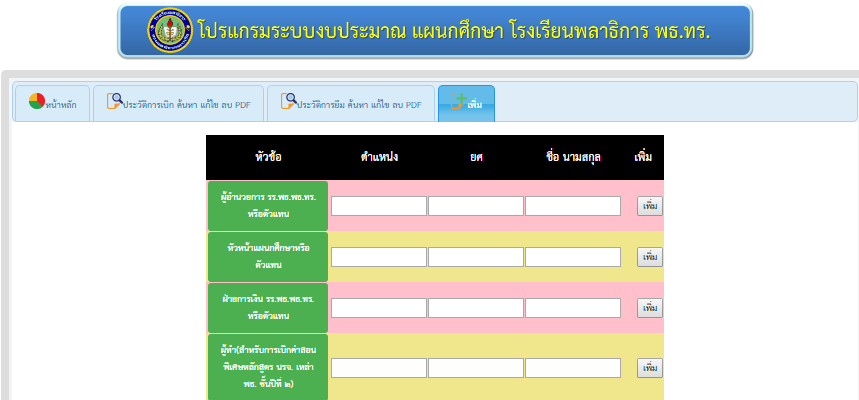 โปรแกรมระบบงบประมาณ แผนกศึกษา โรงเรียนพลาธิการ พธ.ทร.
หน้าหลัก ประวัติการเบิก ค้นหา แก้ไข ลบ PDF ประวัติการยืม ค้นหา แก้ไข ลบ PDF เพิ่ม
หัวข้อ ตำแหน่ง ยศ ชื่อ นามสกุล เพิ่ม
ผู้อำนวยการ รร.พธ.พธ.ทร.
หรือตัวแทน
เพิ่ม
หัวหน้าแผนกศึกษาหรือ
ตัวแทน
เพิ่ม
ฝ่ายการเงิน รร.พธ.พธ.ทร.
หรือตัวแทน
เพิ่ม
ผู้ทำ(สำหรับการเบิกค่าสอน
พิเศษหลักสูตร นรจ. เหล่า
พธ. ชั้นปีที่ ๒)
เพิ่ม